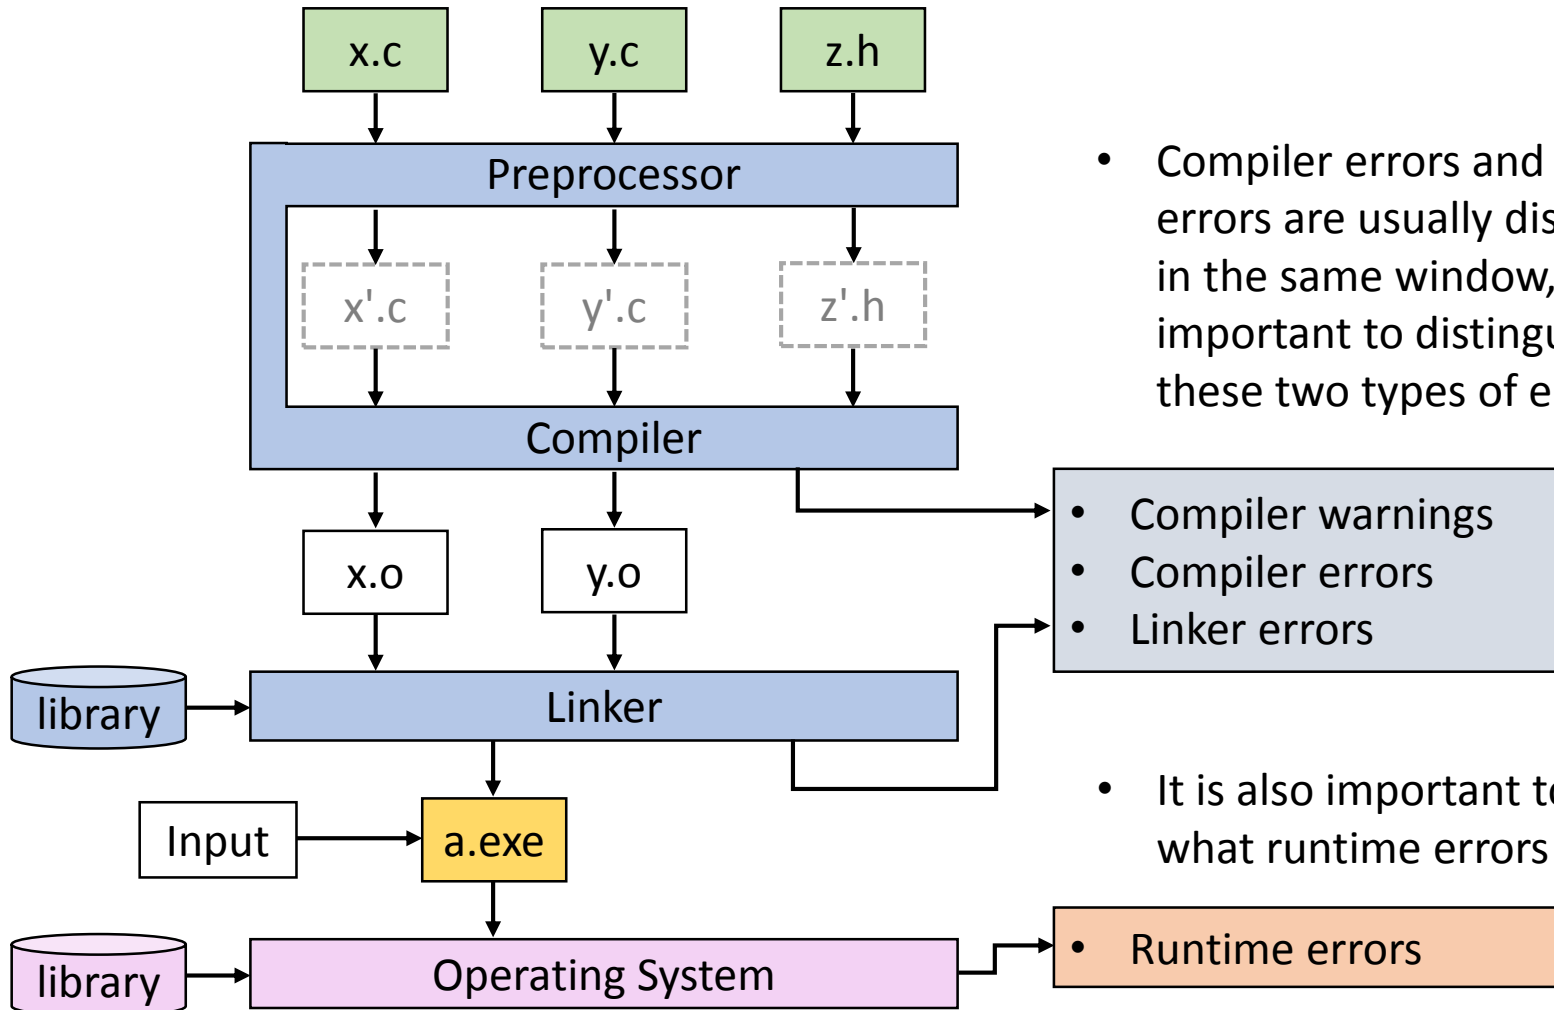 x.c
y.c
z.h
Preprocessor
x'.c
y'.c
z'.h
Compiler
x.o
y.o
library
Linker
Input
a.exe
library
Operating System
• Compiler errors and
errors are usually
in the same window,
important to
these two types of
• Compiler warnings
• Compiler errors
• Linker errors
• It is also important
what runtime errors
• Runtime errors